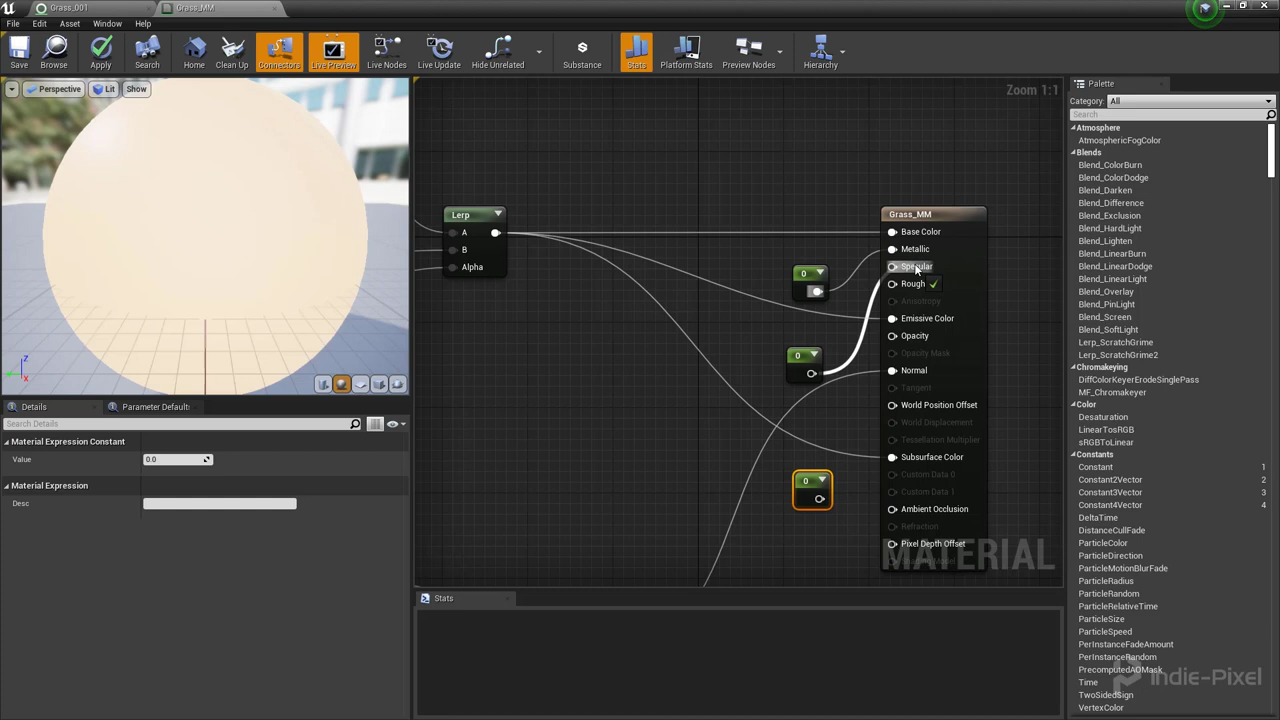 Grass_001
Grass_MM
File Edit Asset Window Help
Save Browse Apply Search Home Clean Up Connectors Live Preview Live Nodes Live Update Hide Unrelated Substance Stats Platform Stats Preview Nodes Hierarchy
Perspective Lit Show
Zoom 1:1
Palette
Category: All
Search
Atmosphere
AtmosphericFogColor
Blends
Blend_ColorBurn
Blend_ColorDodge
Blend_Darken
Blend_Difference
Blend_Exclusion
Blend_HardLight
Blend_Lighten
Blend_LinearBurn
Blend_LinearDodge
Blend_LinearLight
Blend_Overlay
Blend_PinLight
Blend_Screen
Blend_SoftLight
Lerp_ScratchGrime
Lerp_ScratchGrime2
Chromakeying
DiffColorKeyerErodeSinglePass
MF_Chromakeyer
Color
Desaturation
LinearTosRGB
sRGBToLinear
Constants
Constant 1
Constant2Vector 2
Constant3Vector 3
Constant4Vector 4
DeltaTime
DistanceCullFade
ParticleColor
ParticleDirection
ParticleMotionBlurFade
ParticleRadius
ParticleRandom
ParticleRelativeTime
ParticleSize
ParticleSpeed
PerInstanceFadeAmount
PerInstanceRandom
PrecomputedAOMask
Time
TwoSidedSign
VertexColor
Lerp
A
B
Alpha
0
0
0
Grass_MM
Base Color
Metallic
Specular
Rough
Anisotropy
Emissive Color
Opacity
Opacity Mask
Normal
Tangent
World Position Offset
World Displacement
Tessellation Multiplier
Subsurface Color
Custom Data 0
Custom Data 1
Ambient Occlusion
Refraction
Pixel Depth Offset
MATERIAL
Z
X
Details
Parameter Default
Search Details
Material Expression Constant
Value 0.0
Material Expression
Desc
Stats
Indie-Pixel